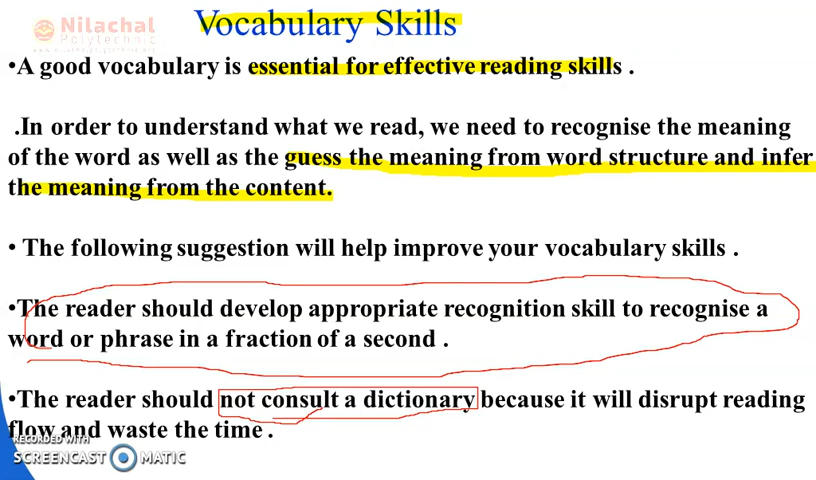 Nilachal
Polytechnic
Vocabulary Skills
•A good vocabulary is essential for effective reading skills .
.In order to understand what we read, we need to recognise the meaning
of the word as well as the guess the meaning from word structure and infer
the meaning from the content.
• The following suggestion will help improve your vocabulary skills .
•The reader should develop appropriate recognition skill to recognise a
word or phrase in a fraction of a second .
•The reader should not consult a dictionary because it will disrupt reading
flow and waste the time .
RECORDED WITH
SCREENCAST MATIC